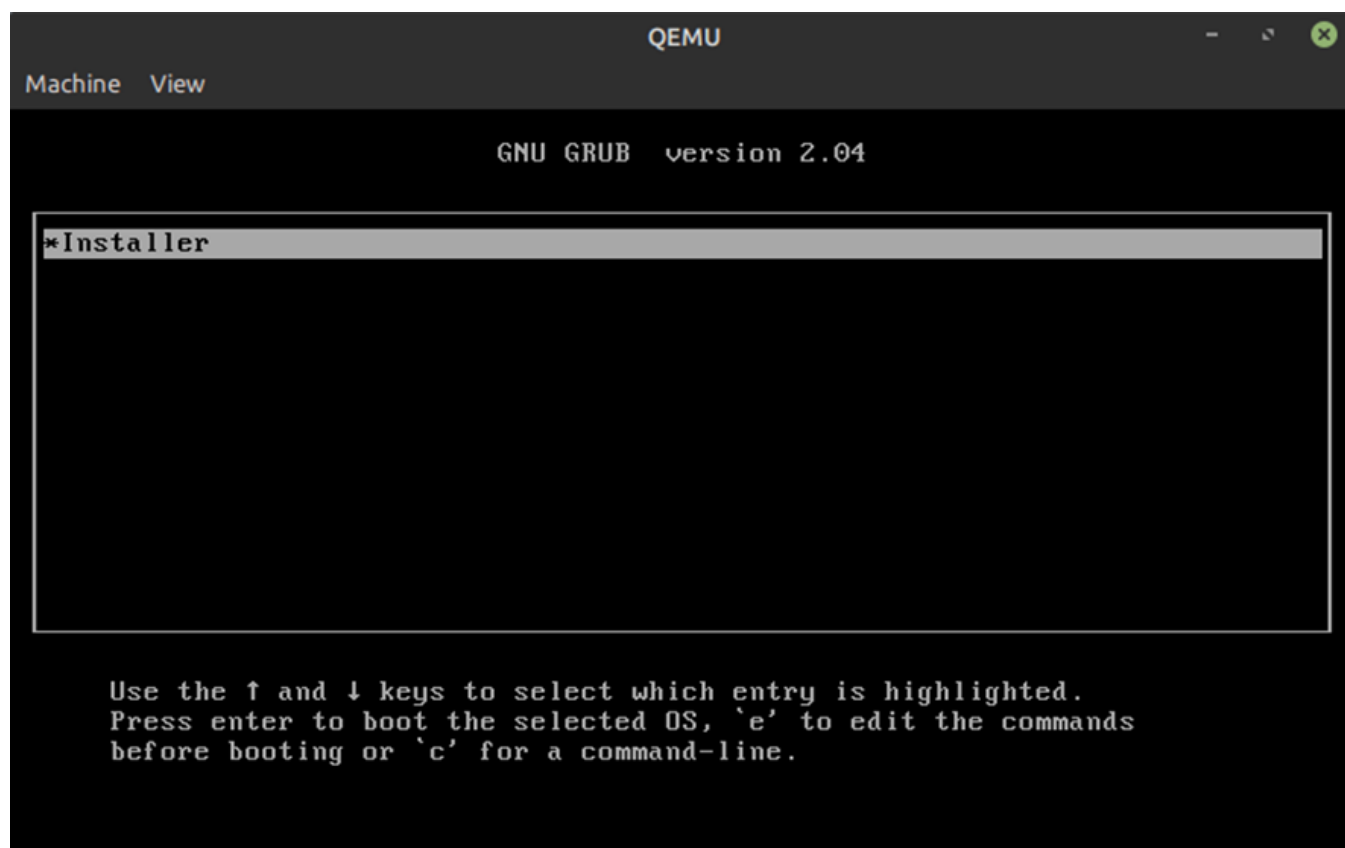 QEMU
Machine View
GNU GRUB version 2.04
*Installer
Use the ↑ and ↓ keys to select which entry is highlighted.
Press enter to boot the selected OS, `e' to edit the commands
before booting or `c' for a command-line.